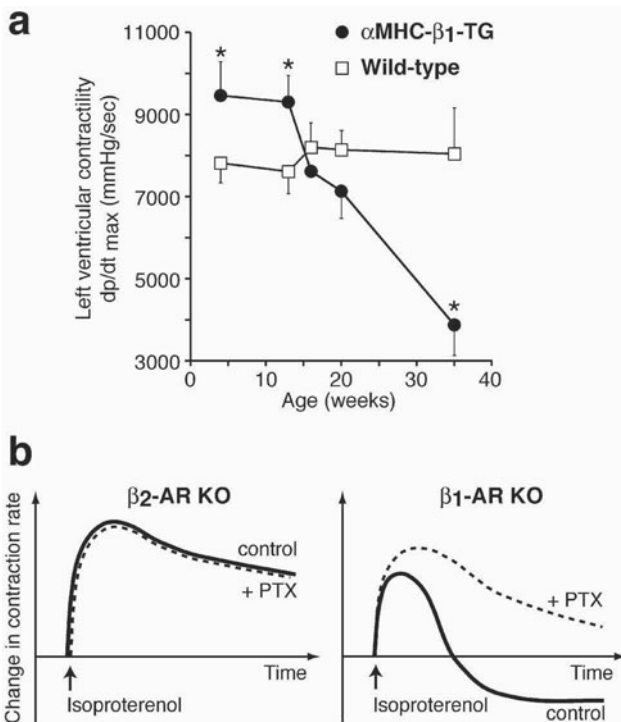 a
αMHC-β1-TG
Wild-type
Left ventricular contractility
dp/dt max (mmHg/sec)
11000
9000
7000
5000
3000
*
*
*
0
10
20
30
40
Age (weeks)
b
β2-AR KO
β1-AR KO
Change in contraction rate
control
+ PTX
Time
Isoproterenol
+ PTX
Time
Isoproterenol
control